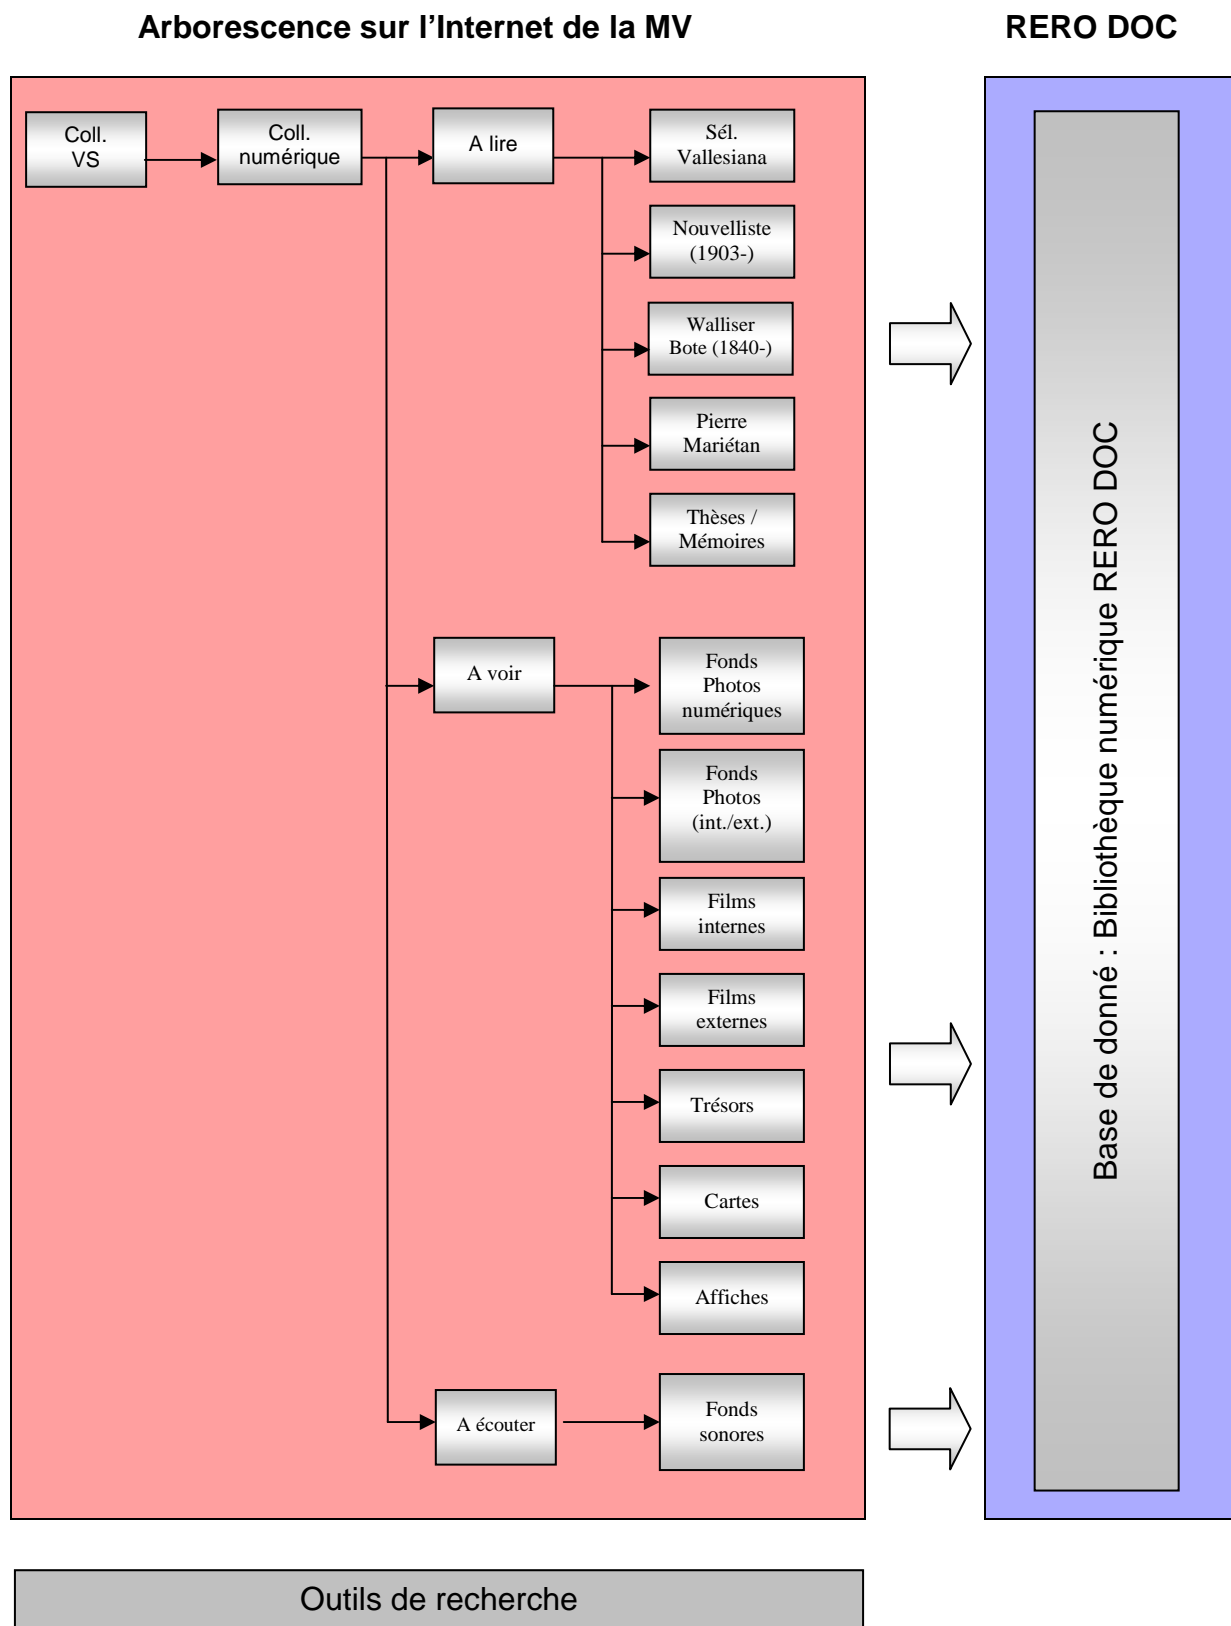 Arborescence sur l'Internet de la MV
RERO DOC
Coll.
VS
Coll.
numérique
A lire
Sél.
Vallesiana
Nouvelliste
(1903-)
Walliser
Bote (1840-)
Pierre
Mariétan
Thèses /
Mémoires
A voir
Fonds
Photos
numériques
Fonds
Photos
(int./ext.)
Films
internes
Films
externes
Trésors
Cartes
Affiches
A écouter
Fonds
sonores
Base de donné : Bibliothèque numérique RERO DOC
Outils de recherche